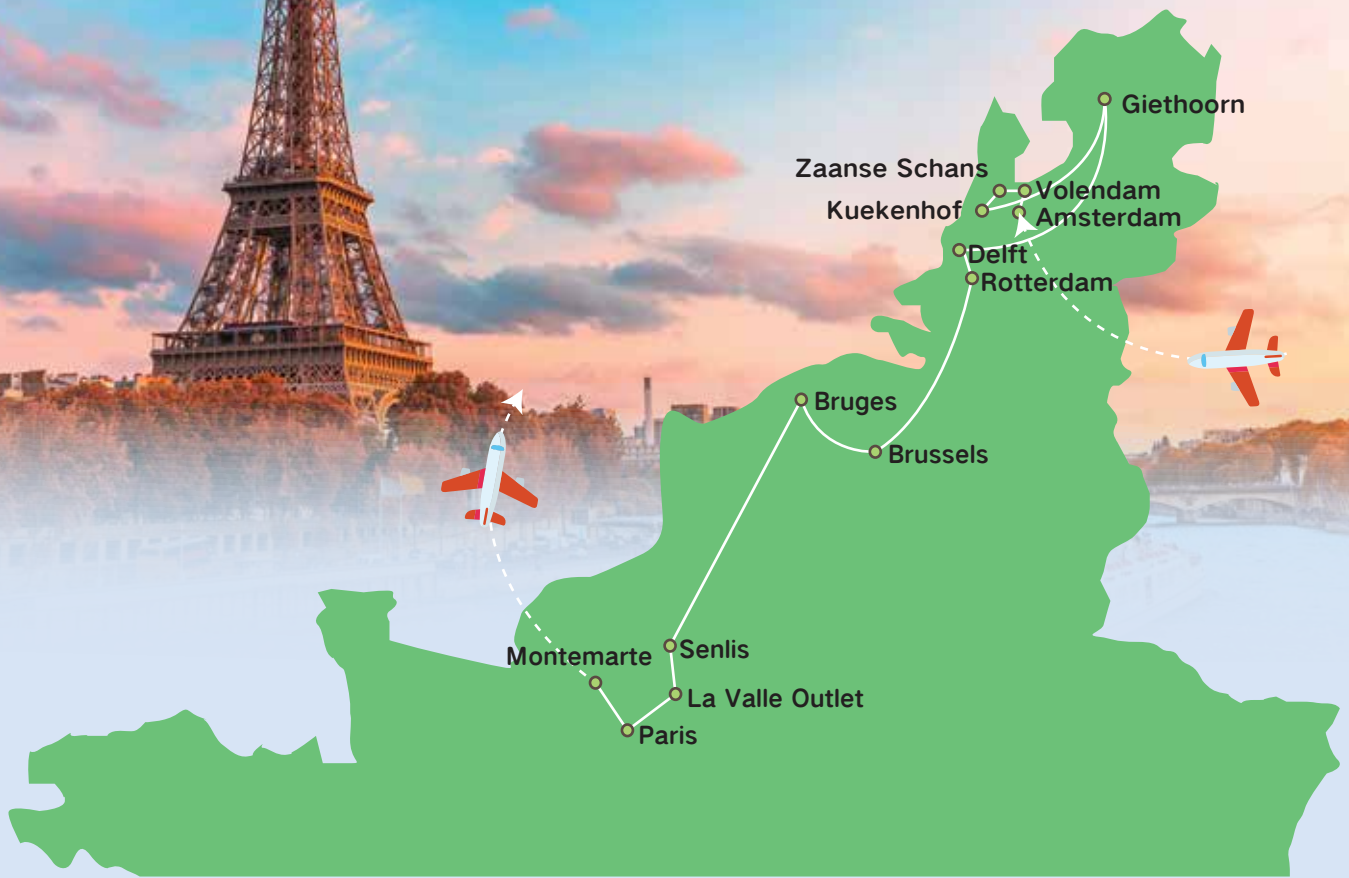 Giethoorn
Zaanse Schans
Volendam
Kuekenhof
Amsterdam
Delft
Rotterdam
Bruges
Brussels
Senlis
Montemarte
La Valle Outlet
Paris